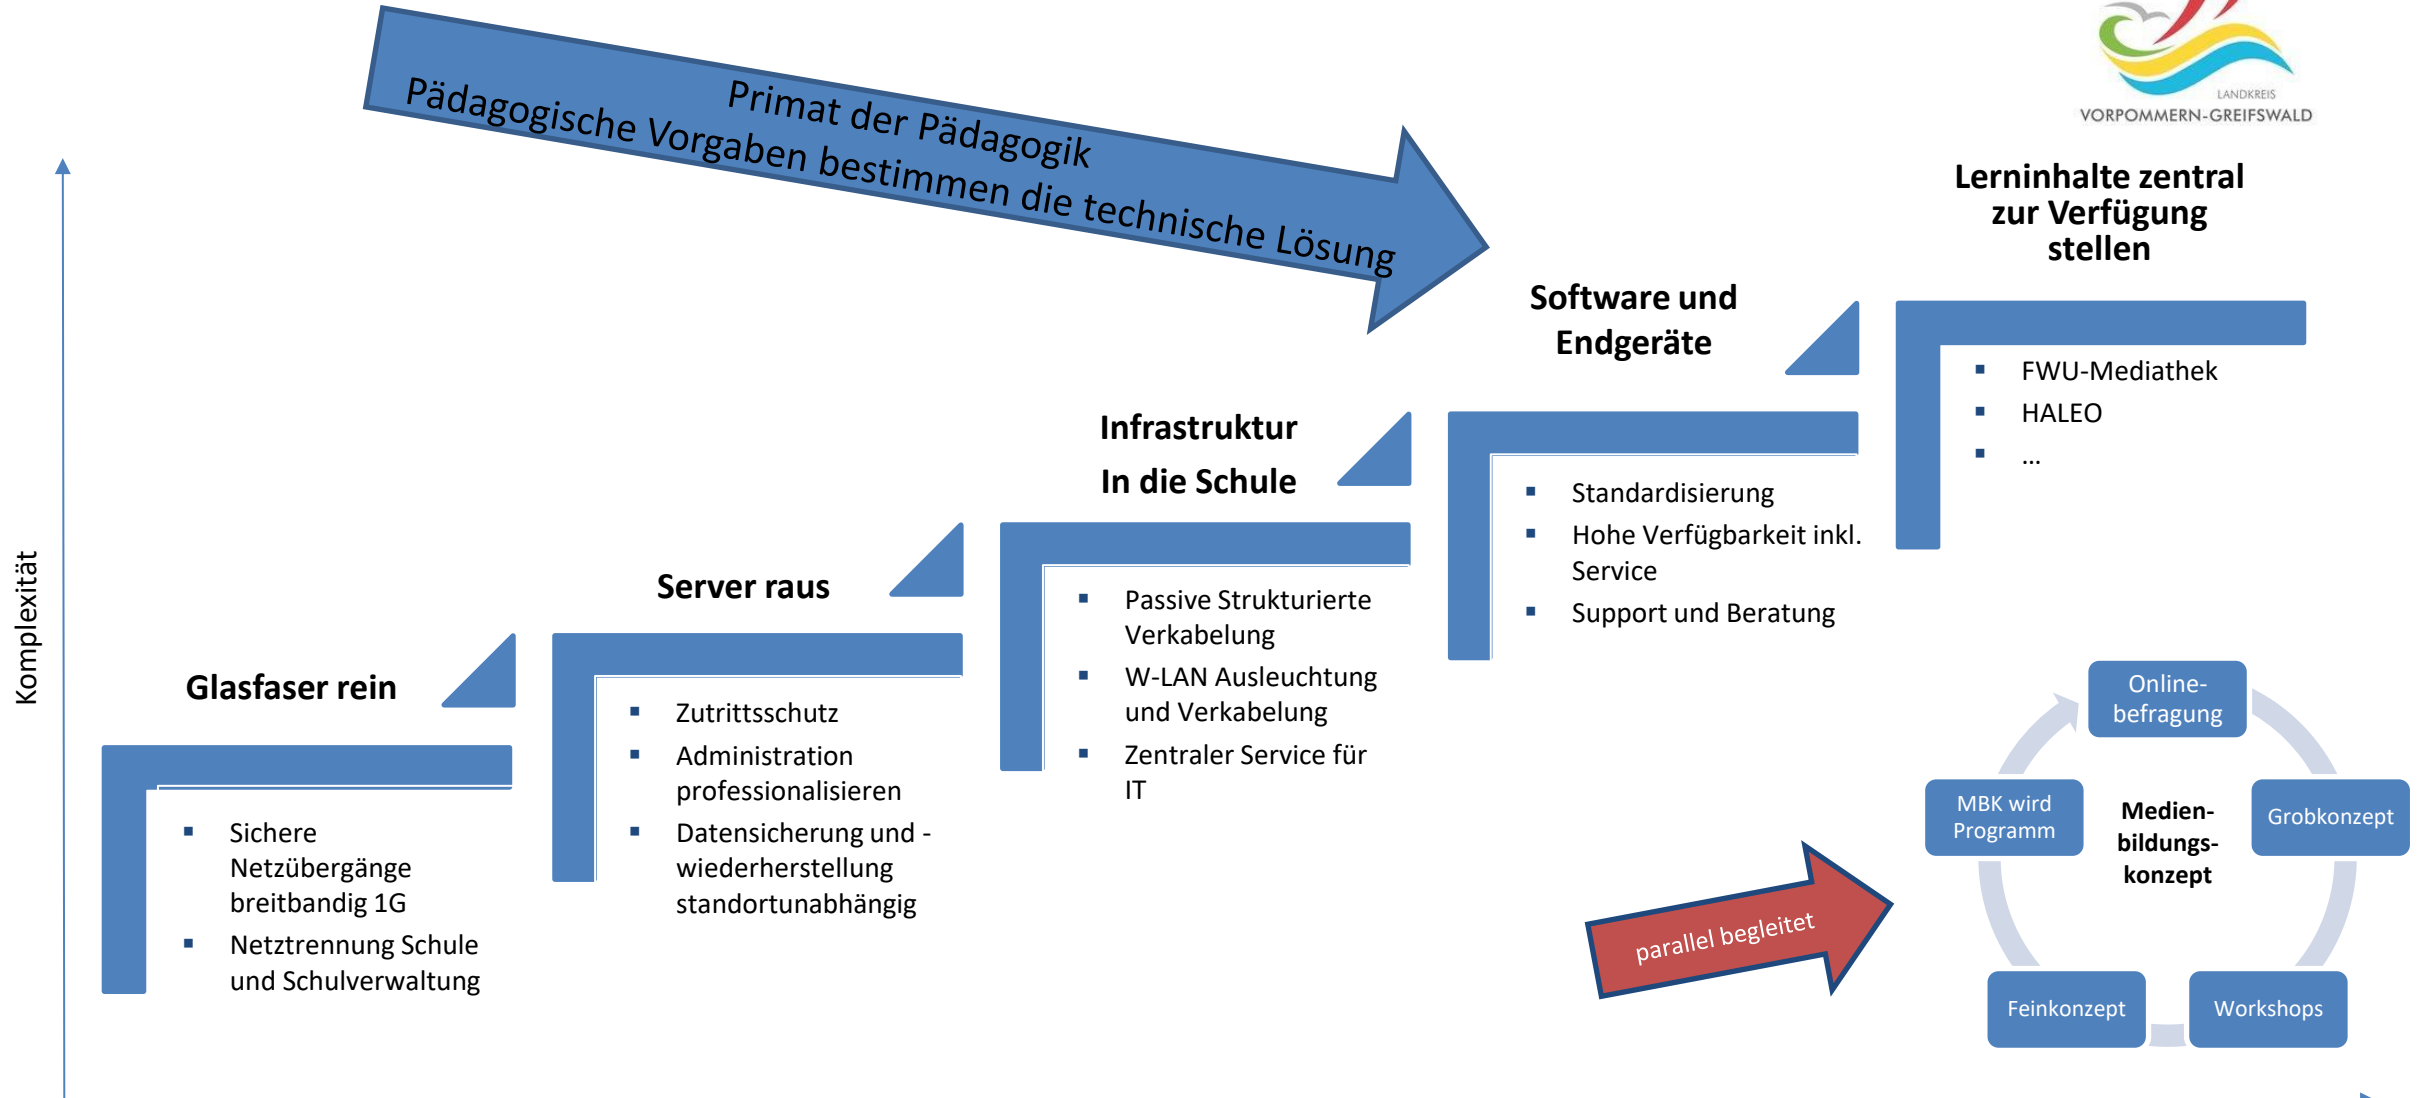 Primat der Pädagogik
Pädagogische Vorgaben bestimmen die technische Lösung
LANDKREIS
VORPOMMERN-GREIFSWALD
Komplexität
Glasfaser rein
▪ Sichere
Netzübergänge
breitbandig 1G
▪ Netztrennung Schule
und Schulverwaltung
Server raus
▪ Zutrittsschutz
▪ Administration
professionalisieren
▪ Datensicherung und -
wiederherstellung
standortunabhängig
Infrastruktur
In die Schule
▪ Passive Strukturierte
Verkabelung
▪ W-LAN Ausleuchtung
und Verkabelung
▪ Zentraler Service für
IT
Software und
Endgeräte
▪ Standardisierung
▪ Hohe Verfügbarkeit inkl.
Service
▪ Support und Beratung
Lerninhalte zentral
zur Verfügung
stellen
▪ FWU-Mediathek
▪ HALEO
▪ ...
parallel begleitet
Medien-
bildungs-
konzept
Online-
befragung
Grobkonzept
Workshops
Feinkonzept
MBK wird
Programm